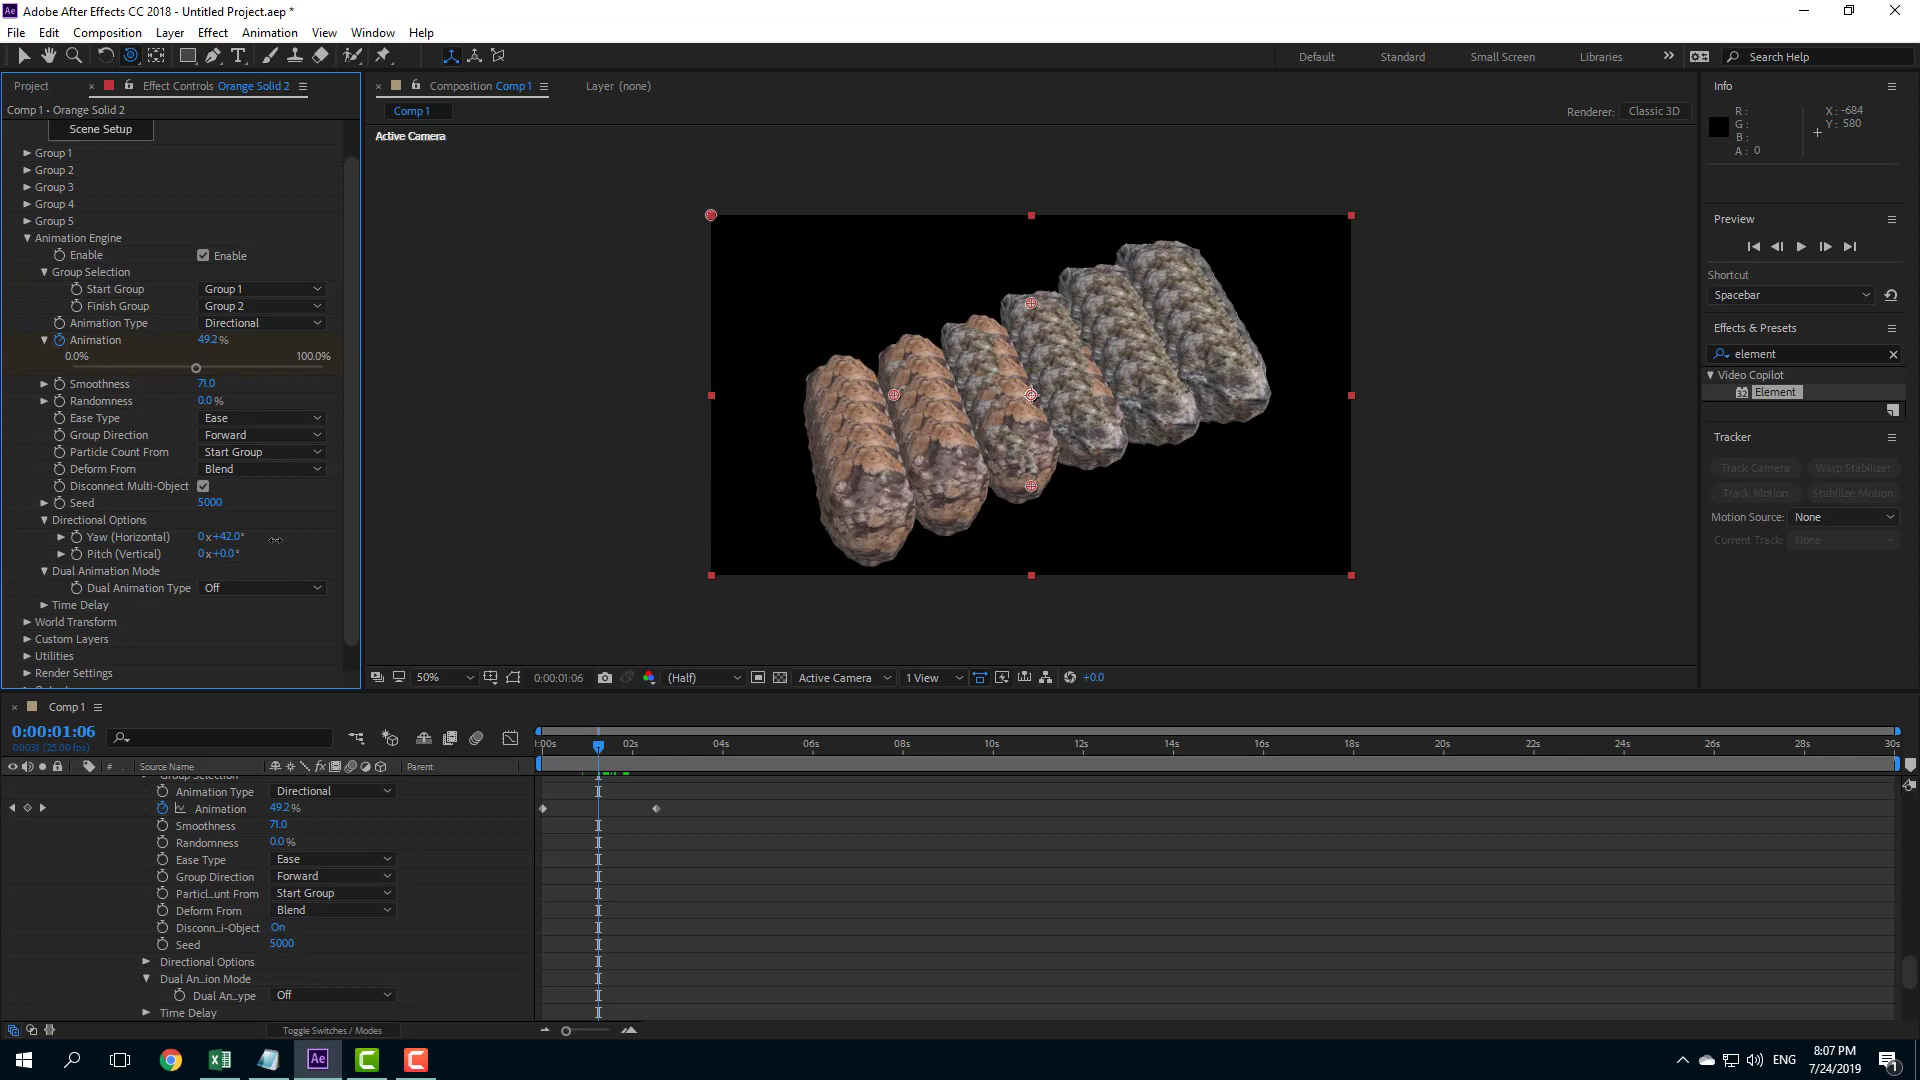 Adobe After Effects CC 2018 - Untitled Project.aep *
File Edit Composition Layer Effect Animation View Window Help
Default Standard Small Screen Libraries Search Help
Project Effect Controls Orange Solid 2
Composition Comp 1
Layer (none)
Comp 1 • Orange Solid 2
Scene Setup
Group 1
Group 2
Group 3
Group 4
Group 5
Animation Engine
Enable Enable
Group Selection
Start Group Group 1
Finish Group Group 2
Animation Type Directional
Animation 49.2 %
0.0% 100.0%
Smoothness 71.0
Randomness 0.0 %
Ease Type Ease
Group Direction Forward
Particle Count From Start Group
Deform From Blend
Disconnect Multi-Object
Seed 5000
Directional Options
Yaw (Horizontal) 0x+42.0°
Pitch (Vertical) 0x+0.0°
Dual Animation Mode
Dual Animation Type Off
Time Delay
World Transform
Custom Layers
Utilities
Render Settings
Comp 1
Renderer: Classic 3D
Active Camera
50% 0:00:01:06 (Half) Active Camera 1 View +0.0
Info
R :
G :
B :
A : 0
X : -684
Y : 580
Preview
Shortcut
Spacebar
Effects & Presets
element
Video Copilot
32 Element
Tracker
Track Camera Warp Stabilizer
Track Motion Stabilize Motion
Motion Source: None
Current Track: None
Comp 1
0:00:01:06
00031 (25.00 fps)
# Source Name Parent
:00s 02s 04s 06s 08s 10s 12s 14s 16s 18s 20s 22s 24s 26s 28s 30s
Group Selection
Animation Type Directional
Animation 49.2 %
Smoothness 71.0
Randomness 0.0 %
Ease Type Ease
Group Direction Forward
Particl...unt From Start Group
Deform From Blend
Disconn...i-Object On
Seed 5000
Directional Options
Dual An...ion Mode
Dual An...ype Off
Time Delay
Toggle Switches / Modes
ENG
8:07 PM
7/24/2019
1